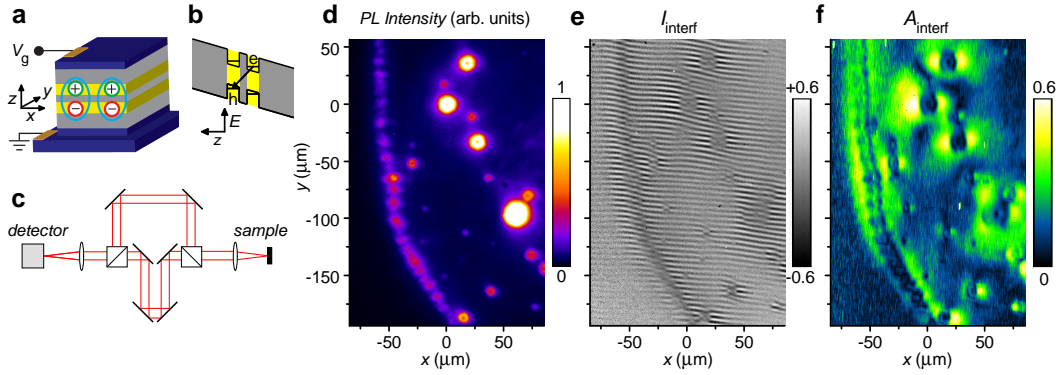 a
V_g
z
y
x
+ +
− −
b
e
h
E
z
c
detector
sample
d
PL Intensity (arb. units)
50
0
-50
-100
-150
y (μm)
-50 0 50
x (μm)
1
0
e
I_interf
-50 0 50
x (μm)
+0.6
-0.6
f
A_interf
-50 0 50
x (μm)
0.6
0